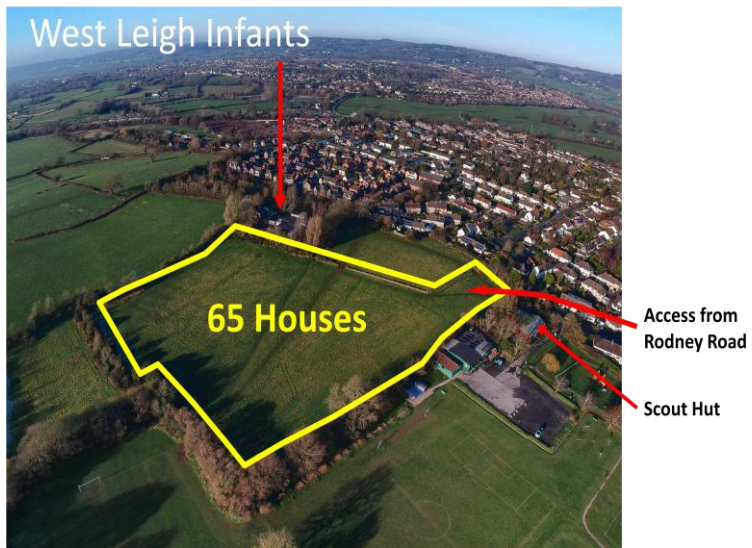 West Leigh Infants
65 Houses
Access from
Rodney Road
Scout Hut